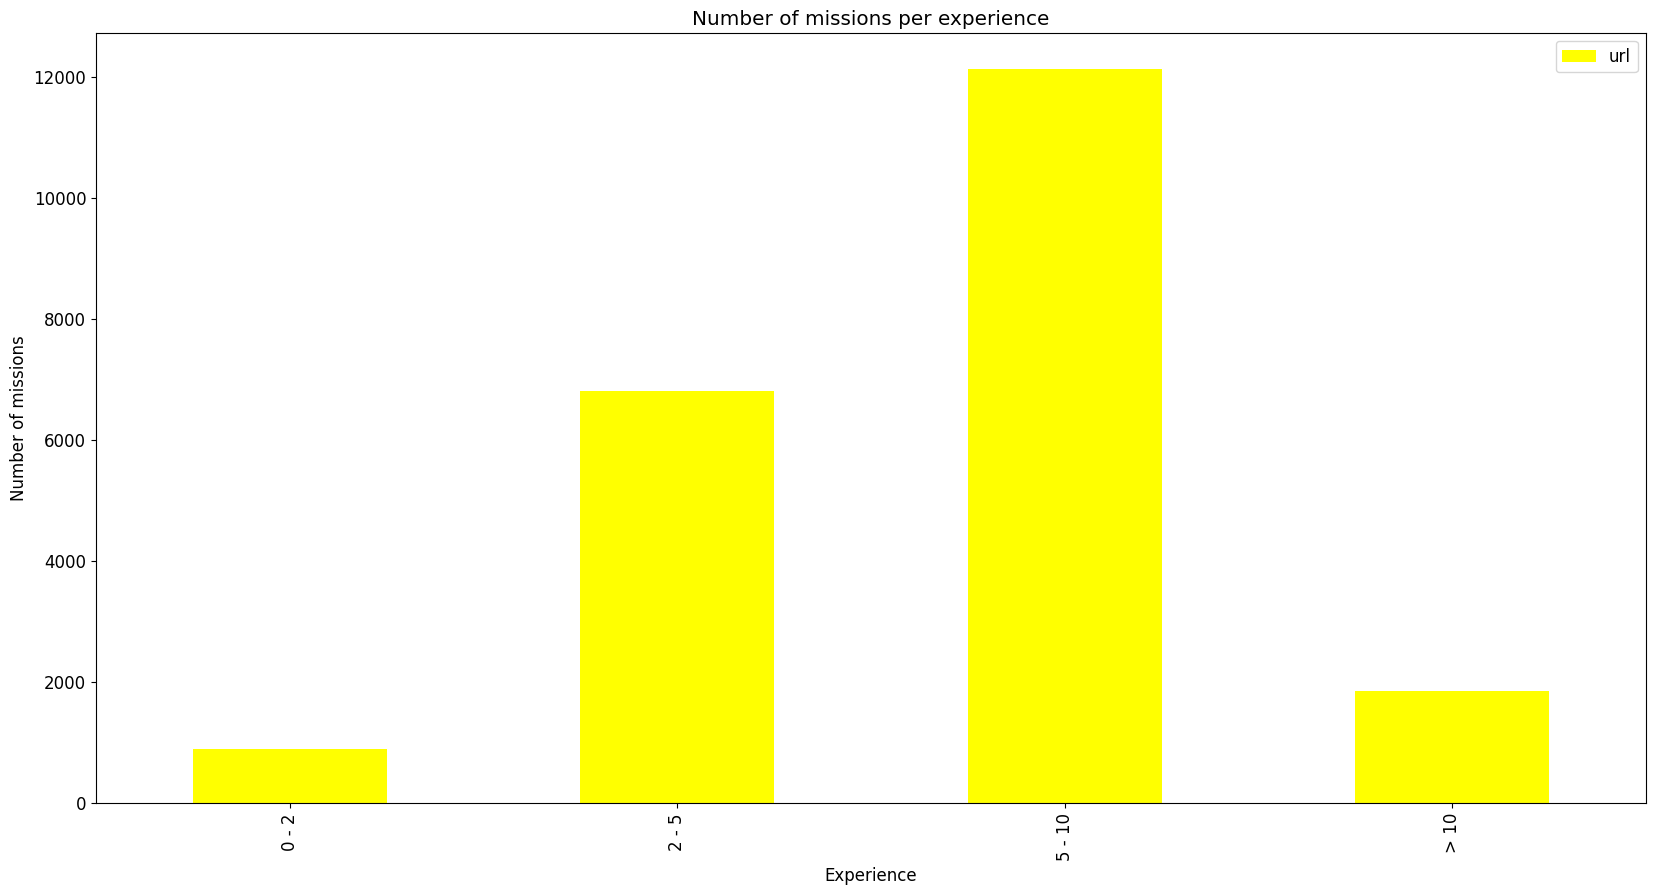 Number of missions per experience
url
12000
10000
8000
6000
4000
2000
0
Number of missions
0 - 2
2 - 5
5 - 10
> 10
Experience